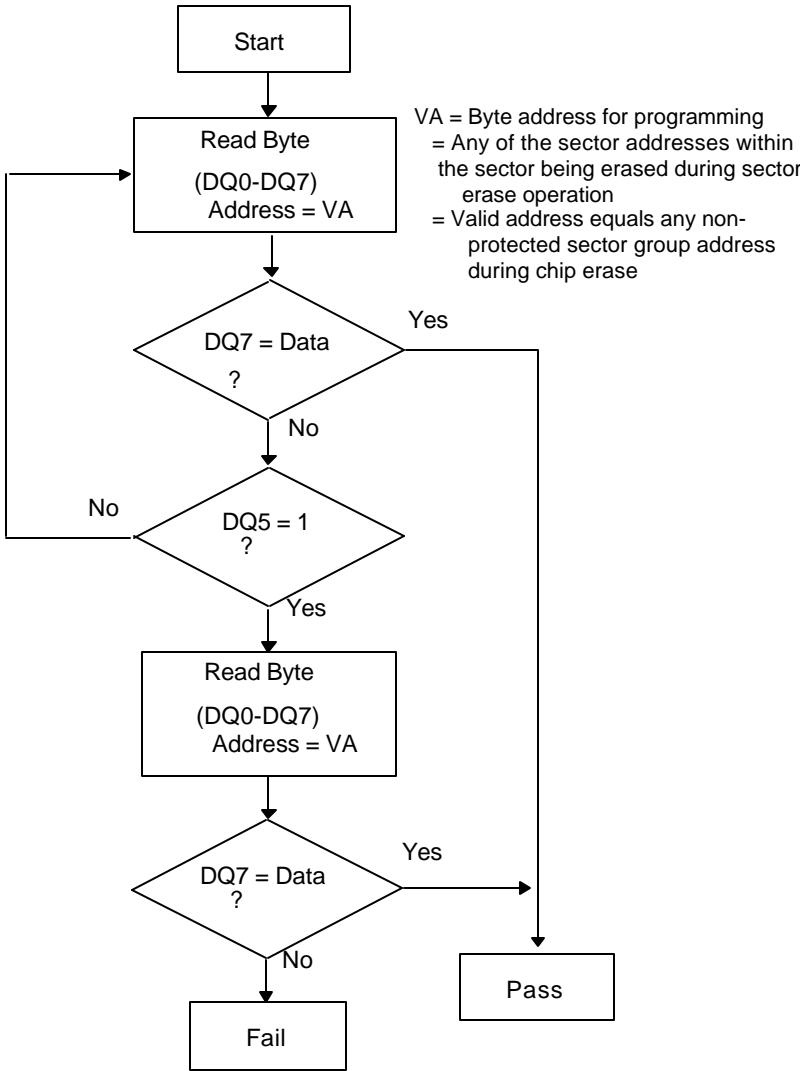 Start
Read Byte
(DQ0-DQ7)
Address = VA
VA = Byte address for programming
= Any of the sector addresses within
the sector being erased during sector
erase operation
= Valid address equals any non-
protected sector group address
during chip erase
DQ7 = Data
?
Yes
No
DQ5 = 1
?
No
Yes
Read Byte
(DQ0-DQ7)
Address = VA
DQ7 = Data
?
Yes
No
Pass
Fail